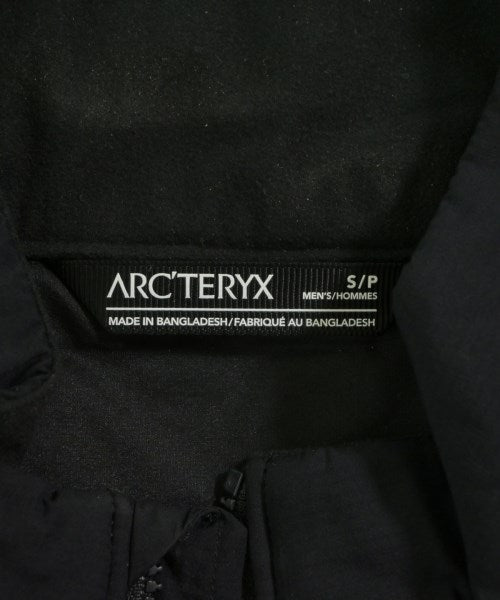 ARC'TERYX
S/P
MEN'S/HOMMES
MADE IN BANGLADESH/FABRIQUÉ AU BANGLADESH